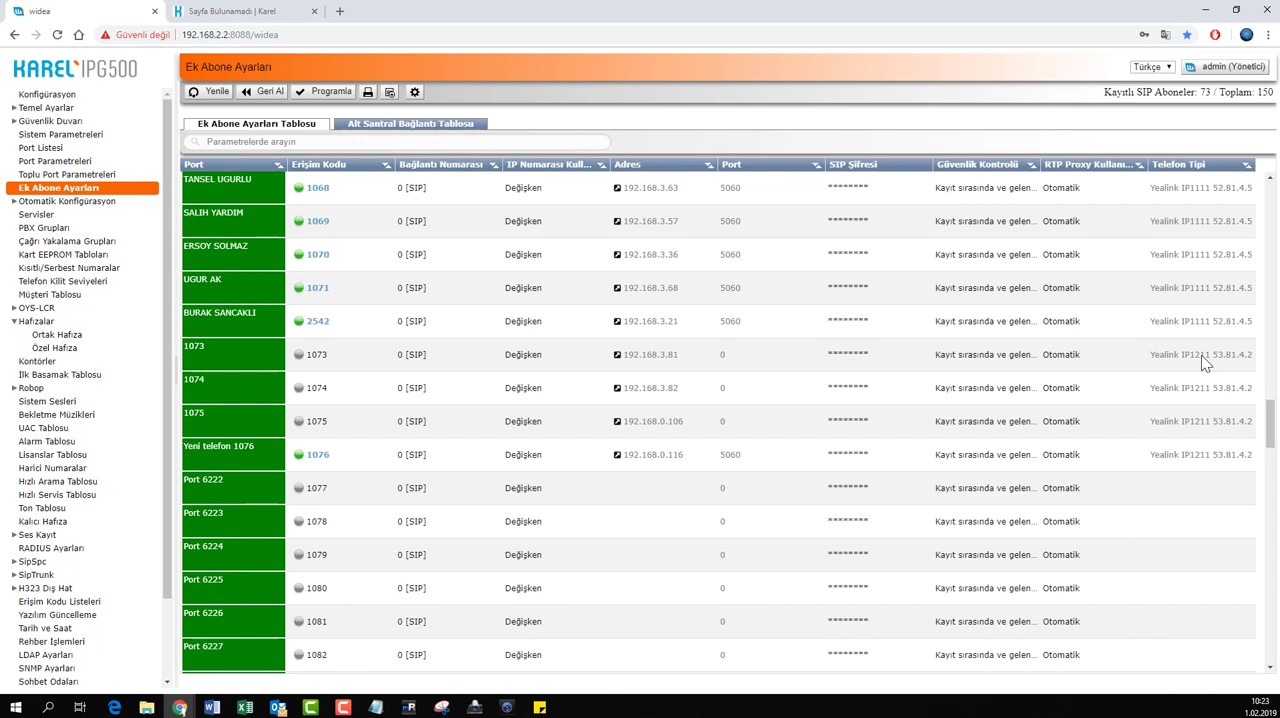 widea
Sayfa Bulunamadı | Karel
Güvenli değil | 192.168.2.2:8088/widea
KAREL IPG500
Konfigürasyon
Temel Ayarlar
Güvenlik Duvarı
Sistem Parametreleri
Port Listesi
Port Parametreleri
Toplu Port Parametreleri
Ek Abone Ayarları
Otomatik Konfigürasyon
Servisler
PBX Grupları
Çağrı Yakalama Grupları
Kart EEPROM Tabloları
Kısıtlı/Serbest Numaralar
Telefon Kilit Seviyeleri
Müşteri Tablosu
OYS-LCR
Hafızalar
Ortak Hafıza
Özel Hafıza
Kontörler
İlk Basamak Tablosu
Robop
Sistem Sesleri
Bekletme Müzikleri
UAC Tablosu
Alarm Tablosu
Lisanslar Tablosu
Harici Numaralar
Hızlı Arama Tablosu
Hızlı Servis Tablosu
Ton Tablosu
Kalıcı Hafıza
Ses Kayıt
RADIUS Ayarları
SipSpc
SipTrunk
H323 Dış Hat
Erişim Kodu Listeleri
Yazılım Güncelleme
Tarih ve Saat
Rehber İşlemleri
LDAP Ayarları
SNMP Ayarları
Sohbet Odaları
Ek Abone Ayarları
Türkçe
admin (Yönetici)
Yenile Geri Al Programla
Kayıtlı SIP Aboneler: 73 / Toplam: 150
Ek Abone Ayarları Tablosu Alt Santral Bağlantı Tablosu
Parametrelerde arayın
Port Erişim Kodu Bağlantı Numarası IP Numarası Kull... Adres Port SIP Şifresi Güvenlik Kontrolü RTP Proxy Kullanı... Telefon Tipi
TANSEL UGURLU 1068 0 [SIP] Değişken 192.168.3.63 5060 ******** Kayıt sırasında ve gelen... Otomatik Yealink IP1111 52.81.4.5
SALIH YARDIM 1069 0 [SIP] Değişken 192.168.3.57 5060 ******** Kayıt sırasında ve gelen... Otomatik Yealink IP1111 52.81.4.5
ERSOY SOLMAZ 1070 0 [SIP] Değişken 192.168.3.36 5060 ******** Kayıt sırasında ve gelen... Otomatik Yealink IP1111 52.81.4.5
UGUR AK 1071 0 [SIP] Değişken 192.168.3.68 5060 ******** Kayıt sırasında ve gelen... Otomatik Yealink IP1111 52.81.4.5
BURAK SANCAKLI 2542 0 [SIP] Değişken 192.168.3.21 5060 ******** Kayıt sırasında ve gelen... Otomatik Yealink IP1111 52.81.4.5
1073 1073 0 [SIP] Değişken 192.168.3.81 0 ******** Kayıt sırasında ve gelen... Otomatik Yealink IP1211 53.81.4.2
1074 1074 0 [SIP] Değişken 192.168.3.82 0 ******** Kayıt sırasında ve gelen... Otomatik Yealink IP1211 53.81.4.2
1075 1075 0 [SIP] Değişken 192.168.0.106 0 ******** Kayıt sırasında ve gelen... Otomatik Yealink IP1211 53.81.4.2
Yeni telefon 1076 1076 0 [SIP] Değişken 192.168.0.116 5060 ******** Kayıt sırasında ve gelen... Otomatik Yealink IP1211 53.81.4.2
Port 6222 1077 0 [SIP] Değişken 0 ******** Kayıt sırasında ve gelen... Otomatik
Port 6223 1078 0 [SIP] Değişken 0 ******** Kayıt sırasında ve gelen... Otomatik
Port 6224 1079 0 [SIP] Değişken 0 ******** Kayıt sırasında ve gelen... Otomatik
Port 6225 1080 0 [SIP] Değişken 0 ******** Kayıt sırasında ve gelen... Otomatik
Port 6226 1081 0 [SIP] Değişken 0 ******** Kayıt sırasında ve gelen... Otomatik
Port 6227 1082 0 [SIP] Değişken 0 ******** Kayıt sırasında ve gelen... Otomatik
10:23
1.02.2019